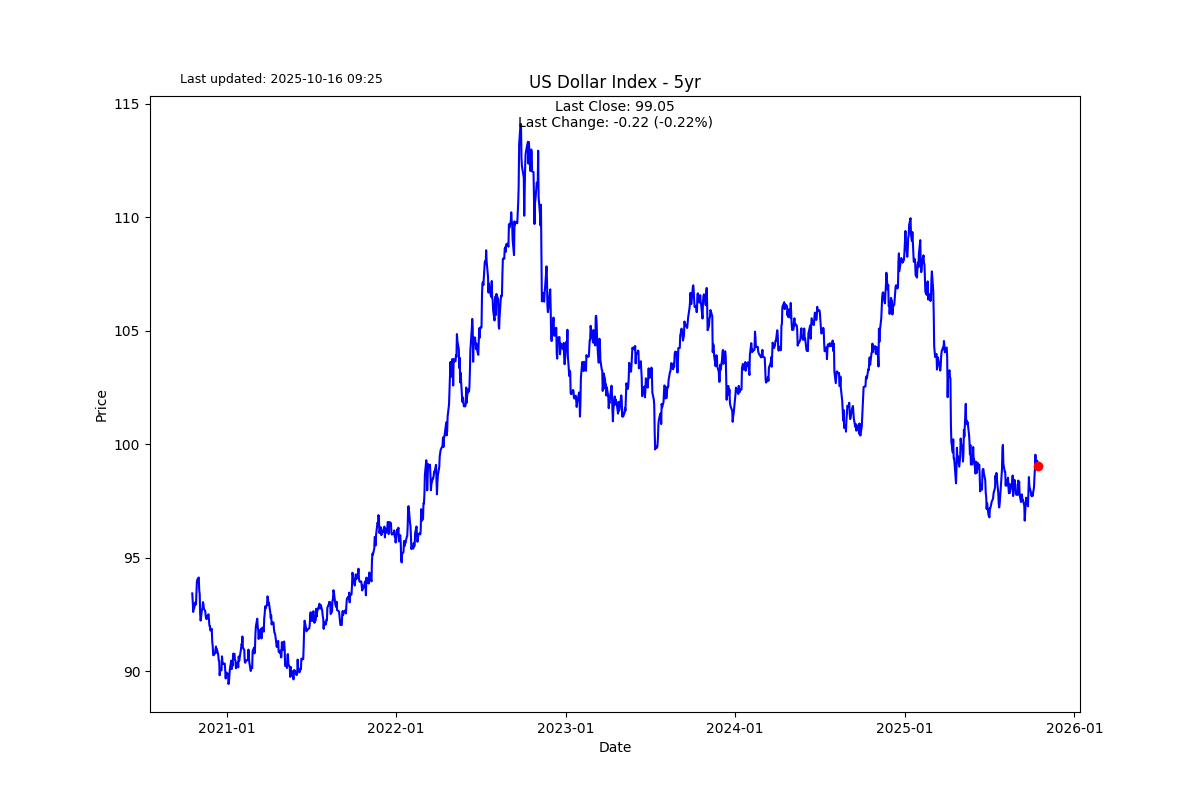 Last updated: 2025-10-16 09:25
US Dollar Index - 5yr
Last Close: 99.05
Last Change: -0.22 (-0.22%)
115
110
105
100
95
90
Price
2021-01
2022-01
2023-01
2024-01
2025-01
2026-01
Date